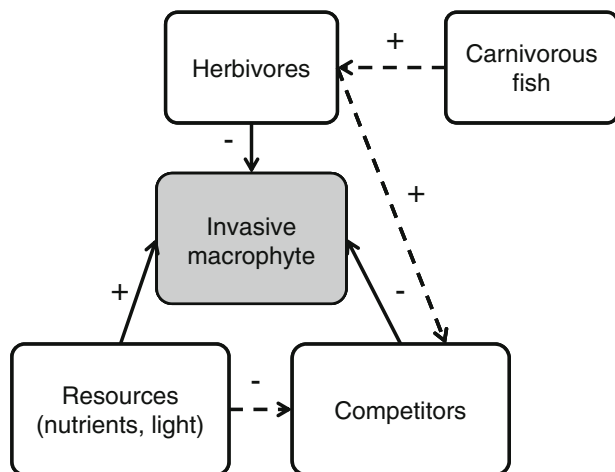 +
Herbivores
Carnivorous
fish
-
+
Invasive
macrophyte
+
-
Resources
(nutrients, light)
-
Competitors